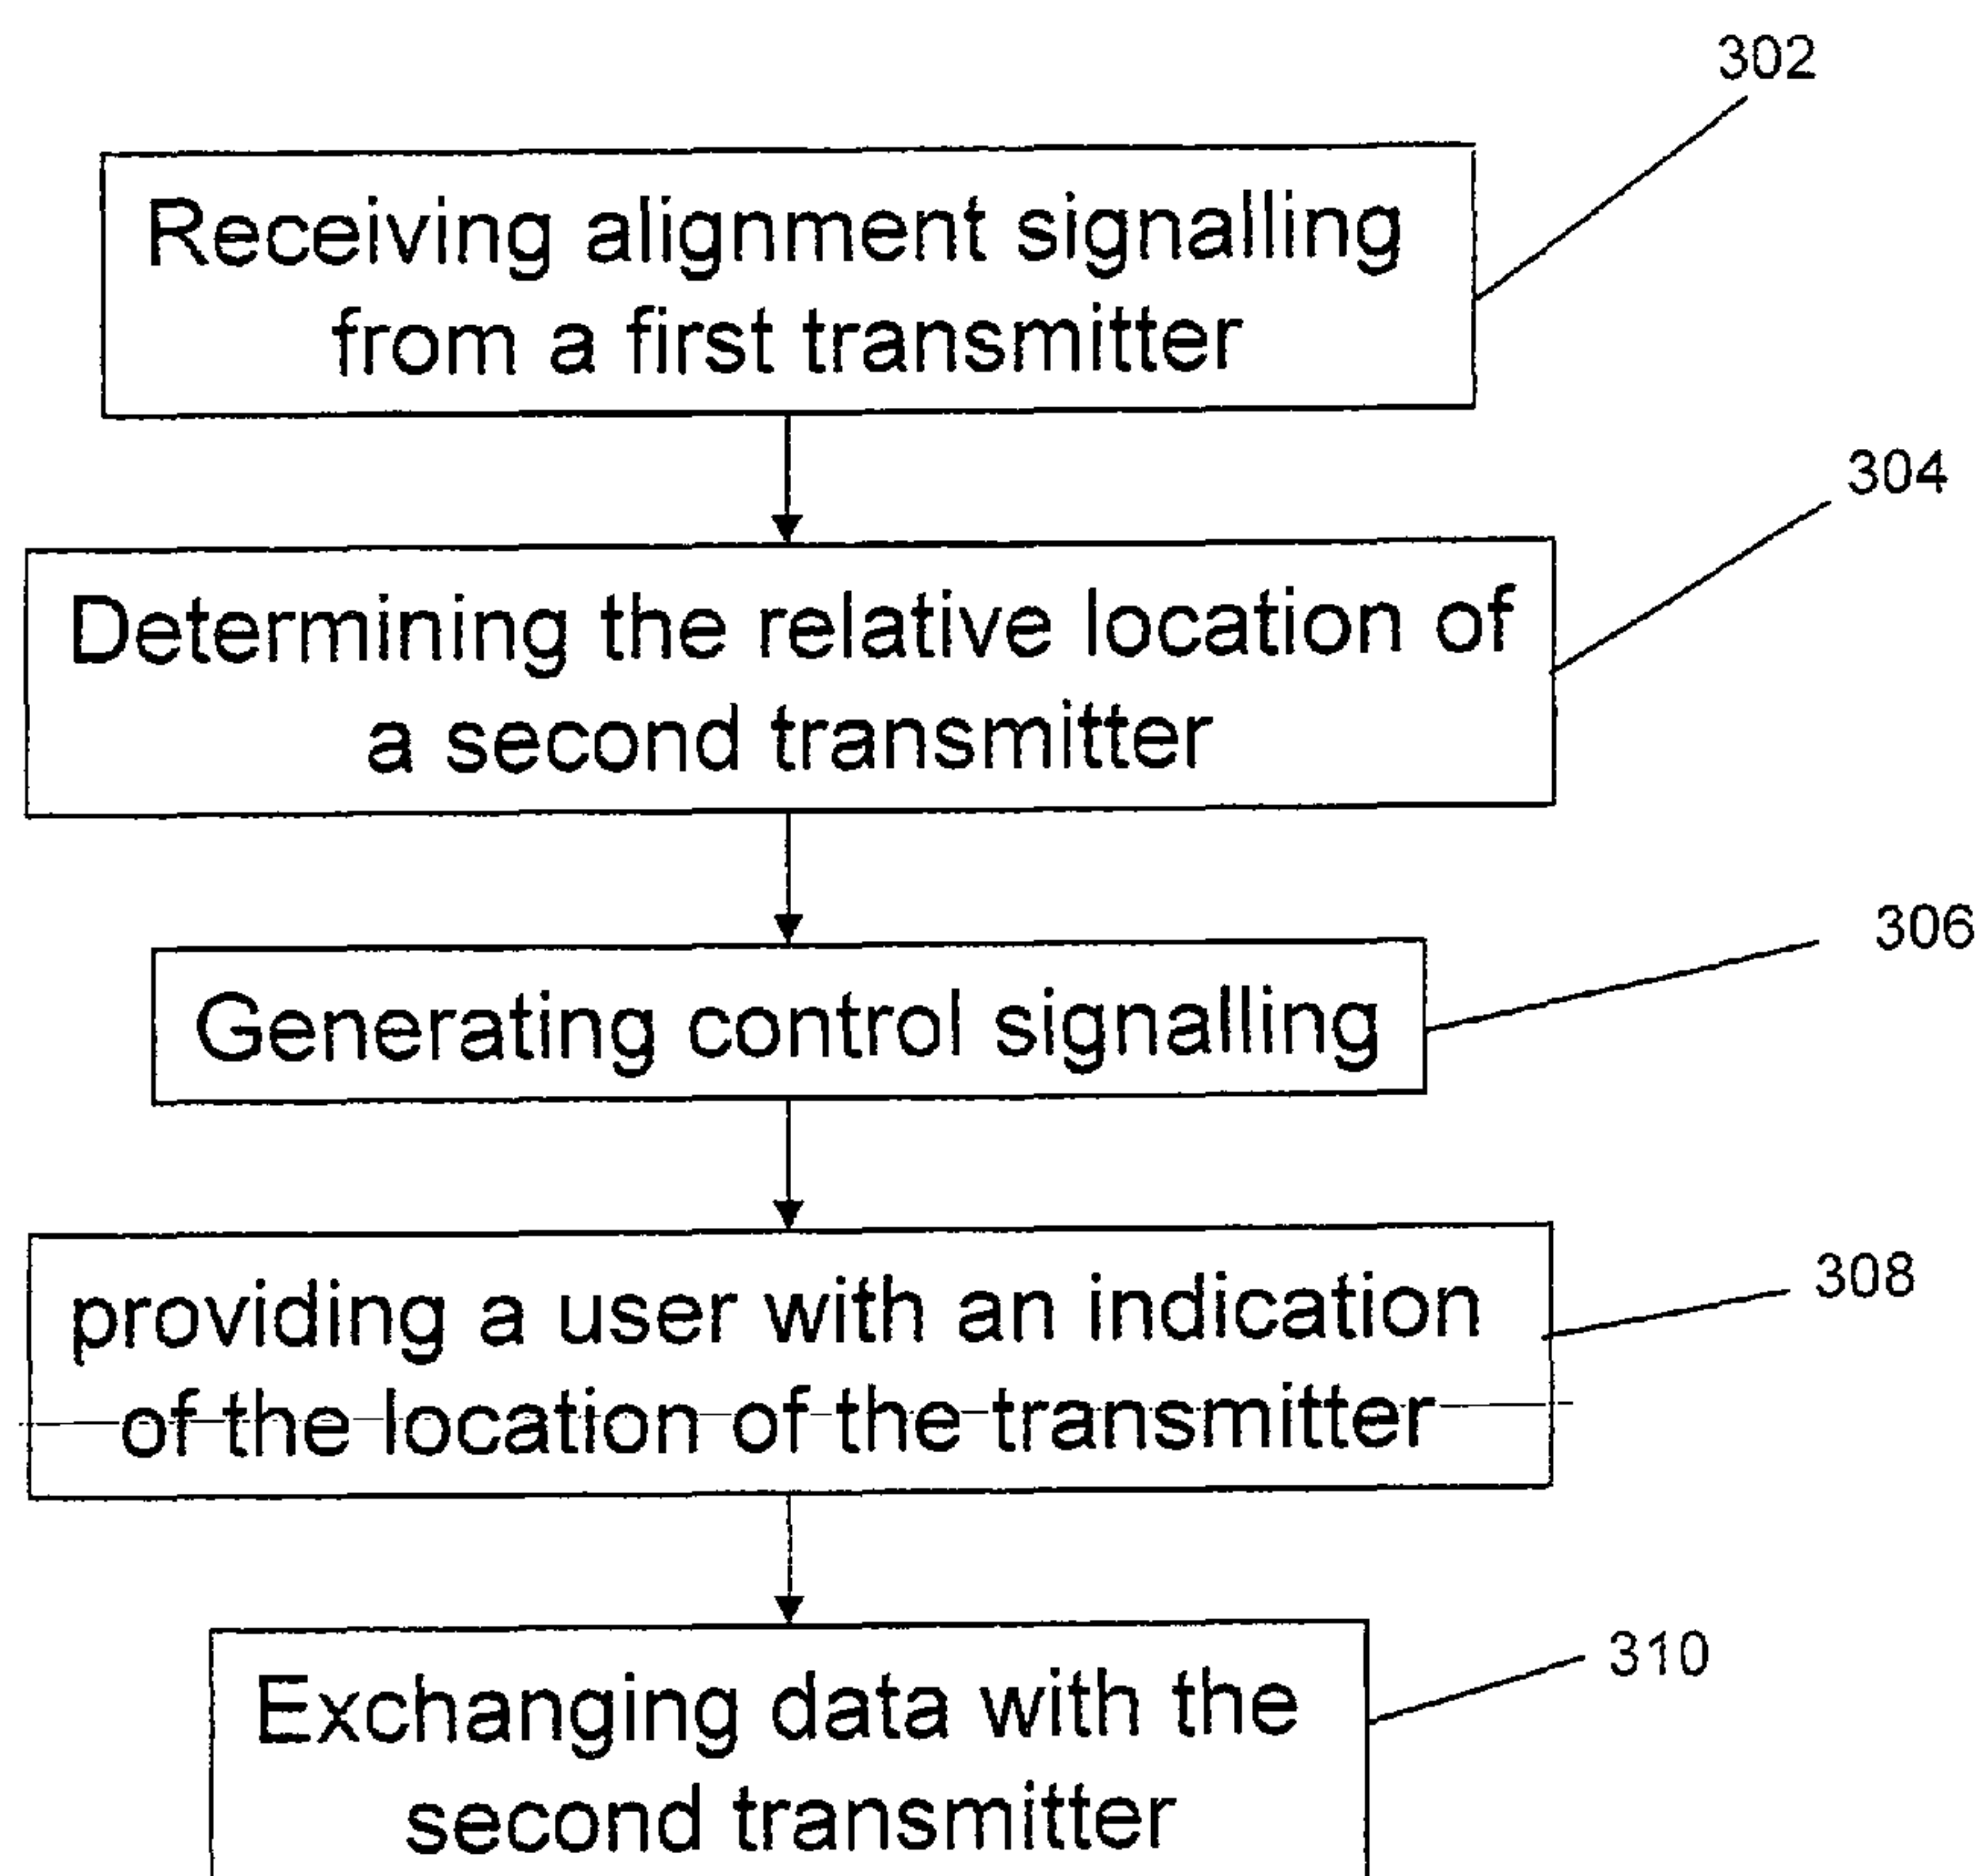 302
Receiving alignment signalling
from a first transmitter
304
Determining the relative location of
a second transmitter
306
Generating control signalling
308
providing a user with an indication
of the location of the transmitter
310
Exchanging data with the
second transmitter